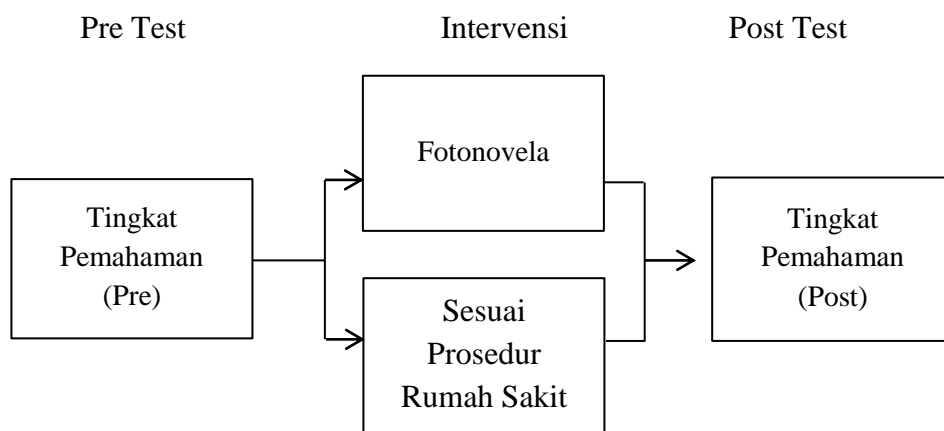 Pre Test
Intervensi
Post Test
Fotonovela
Tingkat
Pemahaman
(Pre)
Sesuai
Prosedur
Rumah Sakit
Tingkat
Pemahaman
(Post)